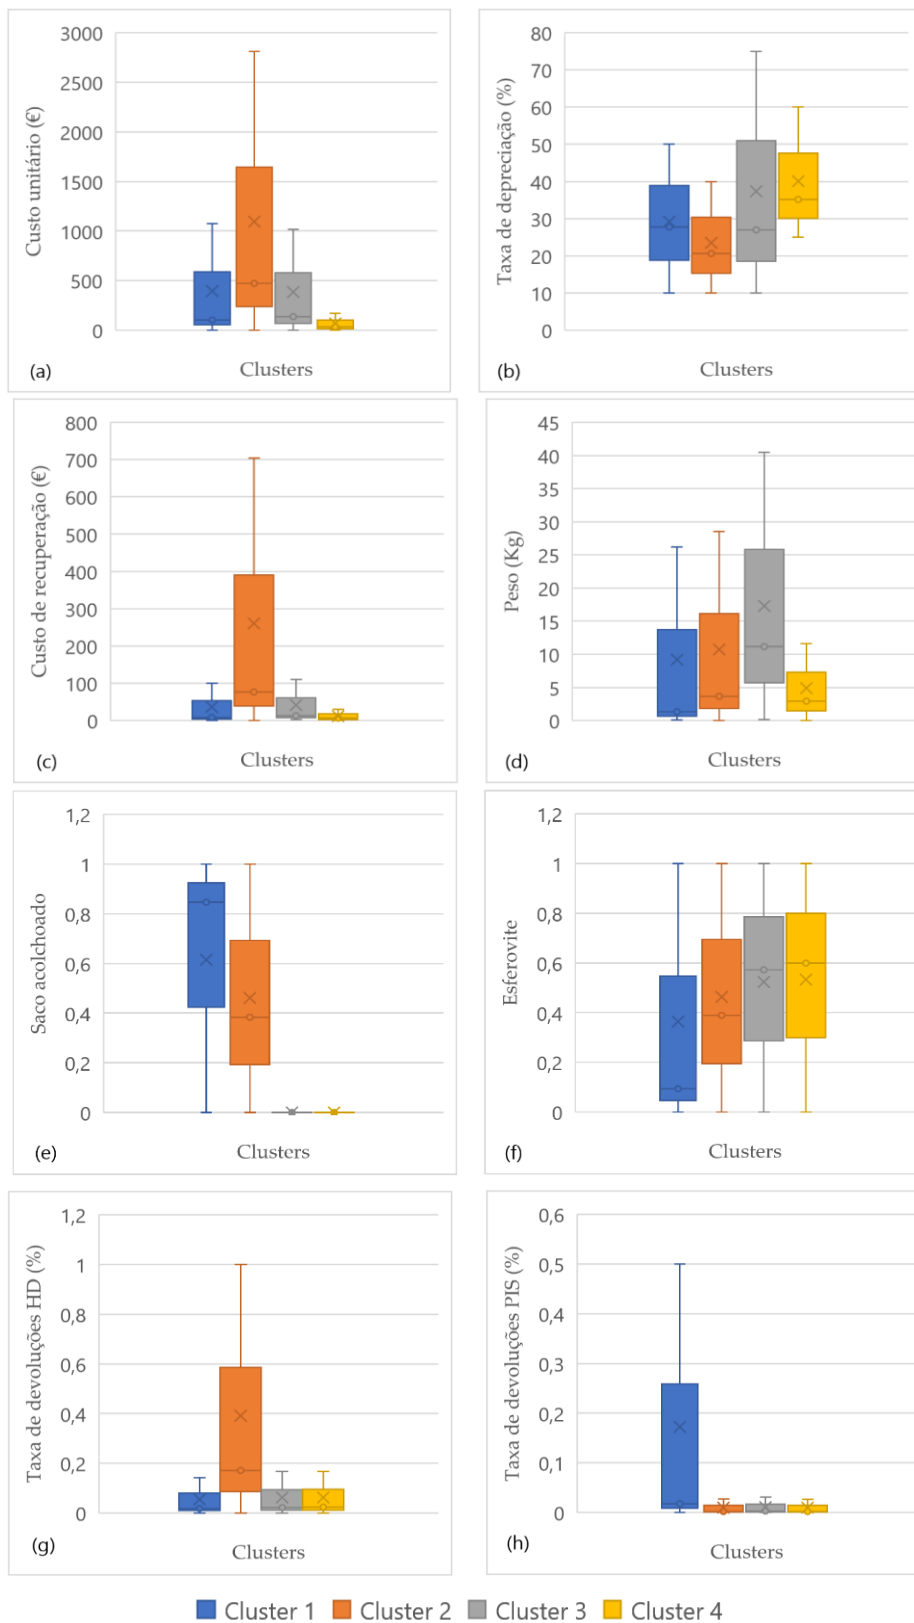 3000
2500
2000
1500
1000
500
0
Custo unitário (€)
Clusters
(a)
80
70
60
50
40
30
20
10
0
Taxa de depreciação (%)
Clusters
(b)
800
700
600
500
400
300
200
100
0
Custo de recuperação (€)
Clusters
(c)
45
40
35
30
25
20
15
10
5
0
Peso (Kg)
Clusters
(d)
1,2
1
0,8
0,6
0,4
0,2
0
Saco acolchoado
Clusters
(e)
1,2
1
0,8
0,6
0,4
0,2
0
Esferovite
Clusters
(f)
1,2
1
0,8
0,6
0,4
0,2
0
Taxa de devoluções HD (%)
Clusters
(g)
0,6
0,5
0,4
0,3
0,2
0,1
0
Taxa de devoluções PIS (%)
Clusters
(h)
Cluster 1 Cluster 2 Cluster 3 Cluster 4